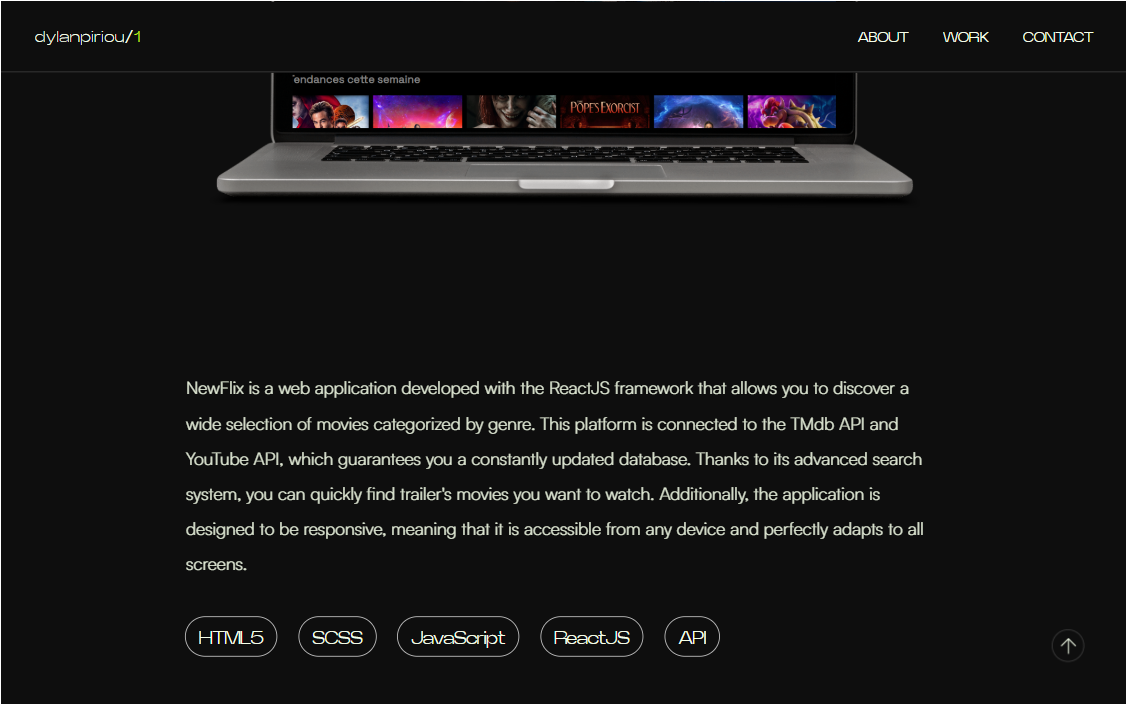 dylanpiriou/1
ABOUT WORK CONTACT
endances cette semaine
POPE'S EXORCIST
NewFlix is a web application developed with the ReactJS framework that allows you to discover a
wide selection of movies categorized by genre. This platform is connected to the TMdb API and
YouTube API, which guarantees you a constantly updated database. Thanks to its advanced search
system, you can quickly find trailer's movies you want to watch. Additionally, the application is
designed to be responsive, meaning that it is accessible from any device and perfectly adapts to all
screens.
HTML5 SCSS JavaScript ReactJS API